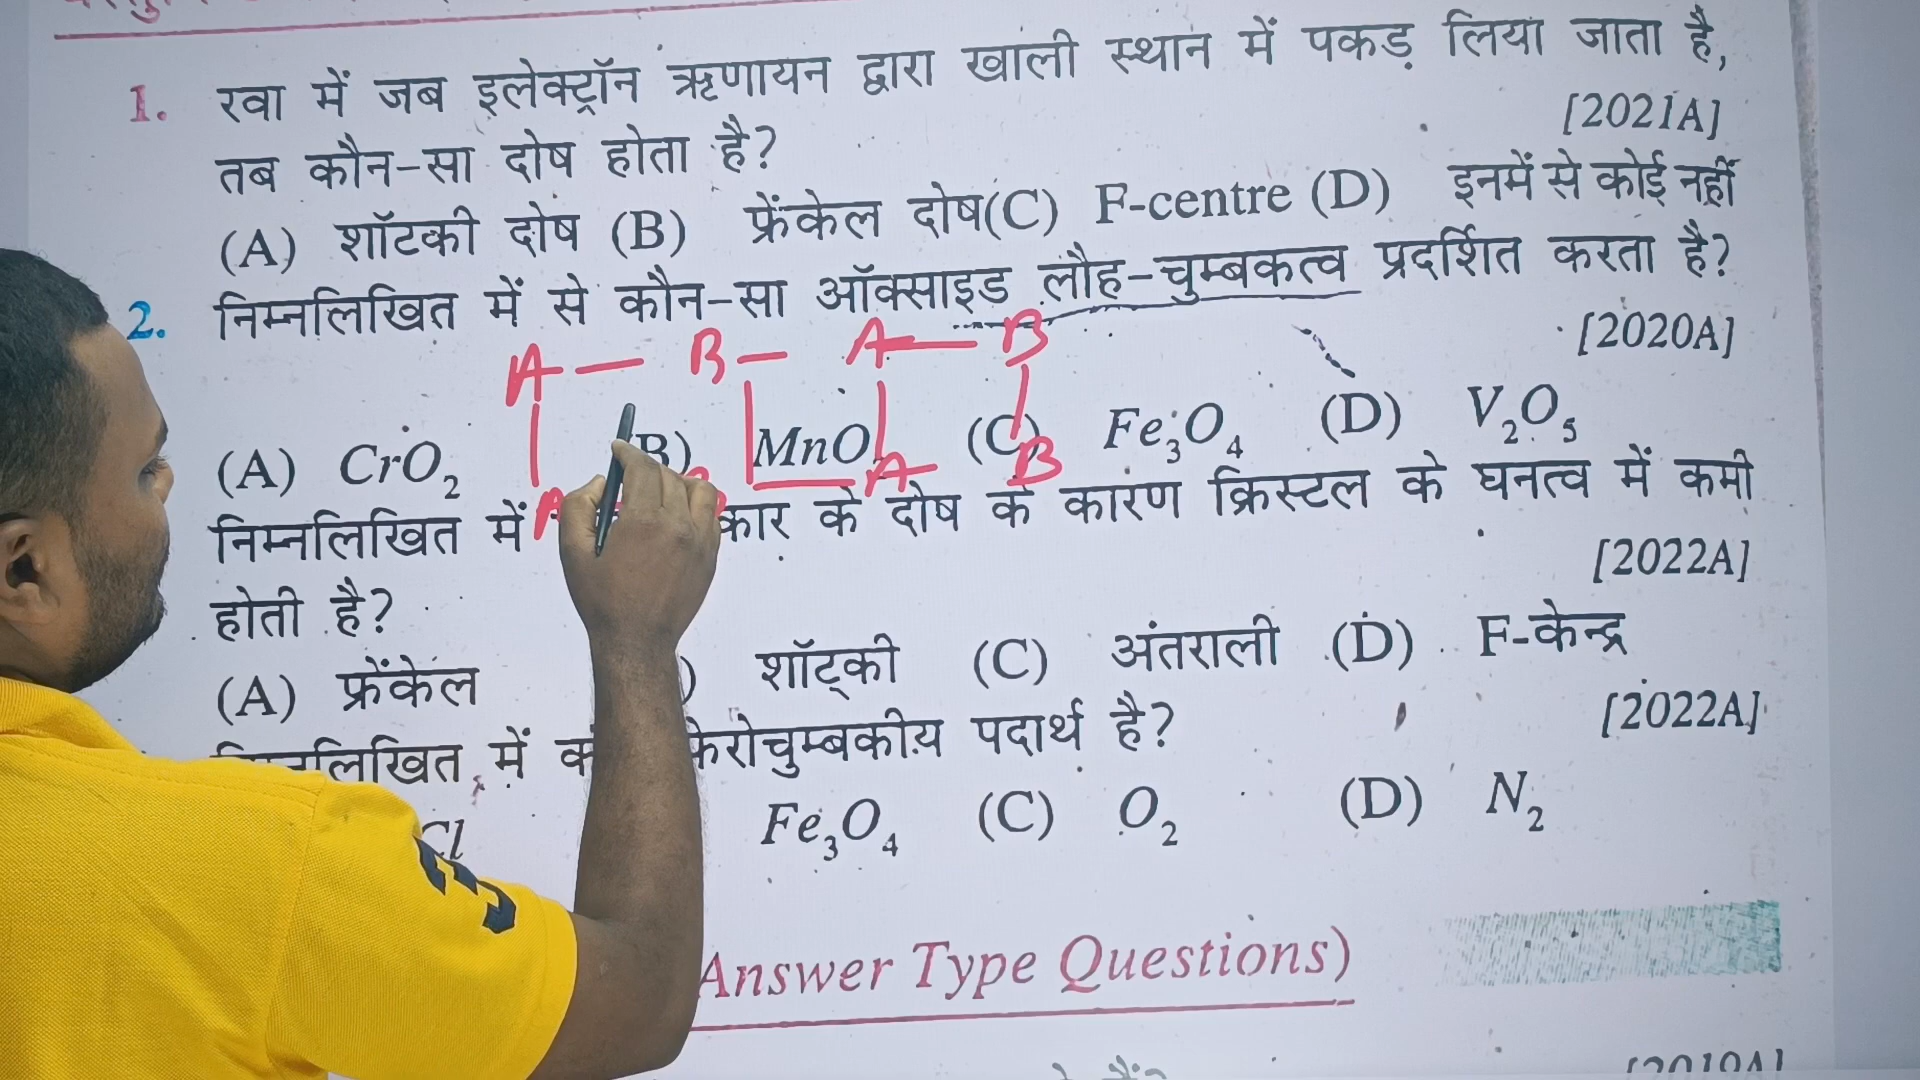 1. रवा में जब इलेक्ट्रॉन ऋणायन द्वारा खाली स्थान में पकड़ लिया जाता है,
तब कौन-सा दोष होता है? [2021A]
(A) शॉटकी दोष (B) फ्रेंकेल दोष(C) F-centre (D) इनमें से कोई नहीं
2. निम्नलिखित में से कौन-सा ऑक्साइड लौह-चुम्बकत्व प्रदर्शित करता है?
[2020A]
A — B — A — B
(A) CrO₂ (B) MnO (C) Fe₃O₄ (D) V₂O₅
A A B
निम्नलिखित में के दोष के कारण क्रिस्टल के घनत्व में कमी
होती है? [2022A]
(A) फ्रेंकेल ) शॉट्की (C) अंतराली (D) F-केन्द्र
में फेरोचुम्बकीय पदार्थ है? [2022A]
Cl Fe₃O₄ (C) O₂ (D) N₂
Answer Type Questions)